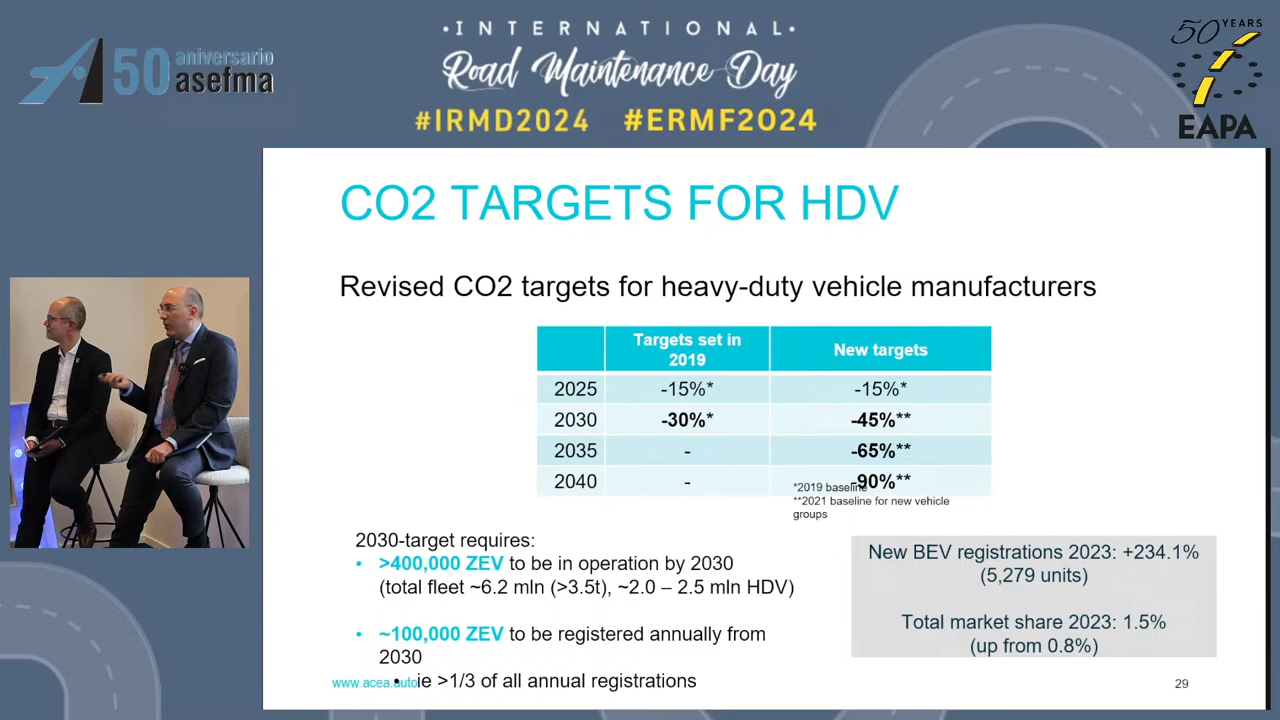 50 aniversario
asefma
·INTERNATIONAL·
Road Maintenance Day
#IRMD2024 #ERMF2024
50 YEARS
EAPA
CO2 TARGETS FOR HDV
Revised CO2 targets for heavy-duty vehicle manufacturers
Targets set in 2019
New targets
2025 -15%* -15%*
2030 -30%* -45%**
2035 - -65%**
2040 - -90%**
*2019 baseline
**2021 baseline for new vehicle
groups
2030-target requires:
• >400,000 ZEV to be in operation by 2030
(total fleet ~6.2 mln (>3.5t), ~2.0 – 2.5 mln HDV)
• ~100,000 ZEV to be registered annually from
2030
• ie >1/3 of all annual registrations
New BEV registrations 2023: +234.1%
(5,279 units)
Total market share 2023: 1.5%
(up from 0.8%)
www.acea.auto
29